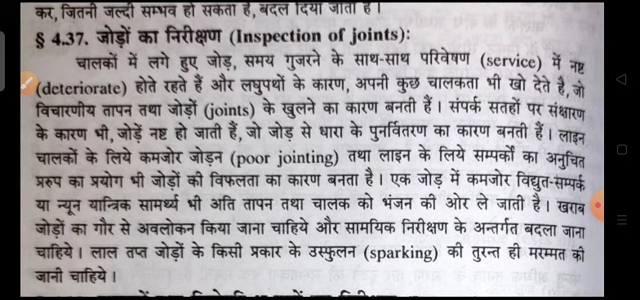 कर, जितनी जल्दी सम्भव हो सकता है, बदल दिया जाता है।
§ 4.37. जोड़ों का निरीक्षण (Inspection of joints):
चालकों में लगे हुए जोड़, समय गुजरने के साथ-साथ परिवेषण (service) में नष्ट
(deteriorate) होते रहते हैं और लघुपथों के कारण, अपनी कुछ चालकता भी खो देते है, जो
विचारणीय तापन तथा जोड़ों (joints) के खुलने का कारण बनती हैं। संपर्क सतहों पर संक्षारण
के कारण भी, जोड़ें नष्ट हो जाती हैं, जो जोड़ से धारा के पुनर्वितरण का कारण बनती हैं। लाइन
चालकों के लिये कमजोर जोड़न (poor jointing) तथा लाइन के लिये सम्पर्कों का अनुचित
प्ररुप का प्रयोग भी जोड़ों की विफलता का कारण बनता है। एक जोड़ में कमजोर विद्युत-सम्पर्क
या न्यून यान्त्रिक सामर्थ्य भी अति तापन तथा चालक को भंजन की ओर ले जाती है। खराब
जोड़ों का गौर से अवलोकन किया जाना चाहिये और सामयिक निरीक्षण के अन्तर्गत बदला जाना
चाहिये। लाल तप्त जोड़ों के किसी प्रकार के उस्फुलन (sparking) की तुरन्त ही मरम्मत की
जानी चाहिये।